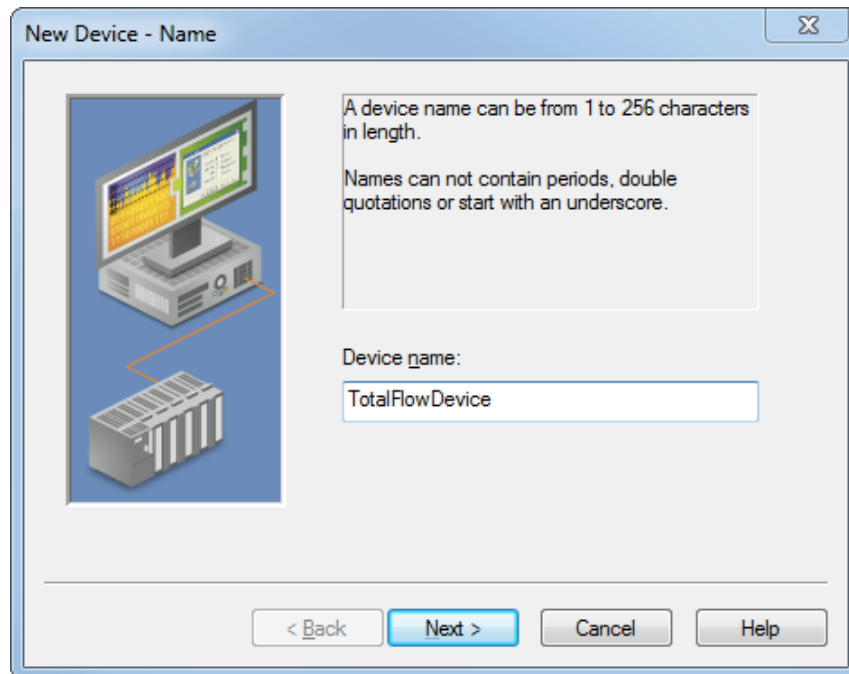 New Device - Name
A device name can be from 1 to 256 characters
in length.
Names can not contain periods, double
quotations or start with an underscore.
Device name:
TotalFlowDevice
< Back
Next >
Cancel
Help